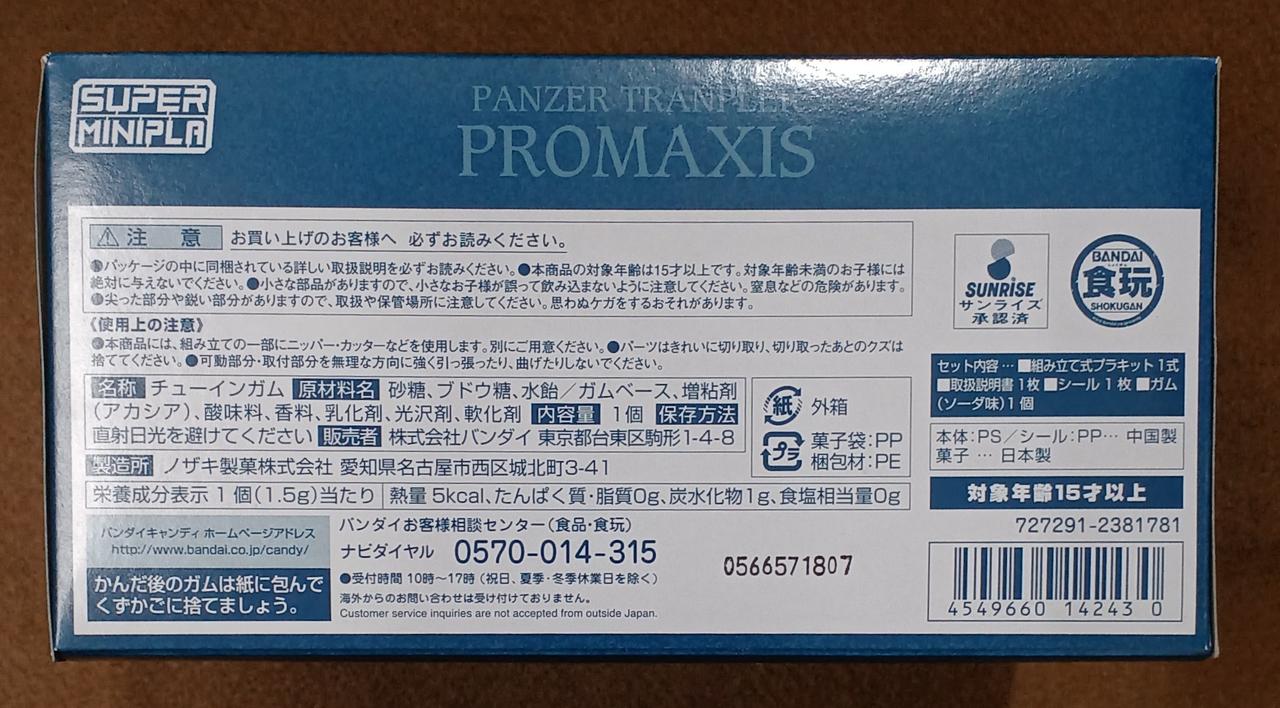 SUPER
MINIPLA
PANZER
PROMAXIS
⚠注 意 お買い上げのお客様へ 必ずお読みください。
●パッケージの中に同梱されている詳しい取扱説明を必ずお読みください。●本商品の対象年齢は15才以上です。対象年齢未満のお子様には
絶対に与えないでください。●小さな部品がありますので、小さなお子様が誤って飲み込まないように注意してください。窒息などの危険があります。
●尖った部分や鋭い部分がありますので、取扱や保管場所に注意してください。思わぬケガをするおそれがあります。
《使用上の注意》
●本商品には、組み立ての一部にニッパー・カッターなどを使用します。別にご用意ください。●パーツはきれいに切り取り、切り取ったあとのクズは
捨ててください。●可動部分・取付部分を無理な方向に強く引っ張ったり、曲げたりしないでください。
名称 チューインガム 原材料名 砂糖、ブドウ糖、水飴／ガムベース、増粘剤
(アカシア)、酸味料、香料、乳化剤、光沢剤、軟化剤 内容量 1個 保存方法
直射日光を避けてください 販売者 株式会社バンダイ 東京都台東区駒形1-4-8
製造所 ノザキ製菓株式会社 愛知県名古屋市西区城北町3-41
紙 外箱
プラ 菓子袋:PP
梱包材:PE
栄養成分表示 1個(1.5g)当たり 熱量 5kcal、たんぱく質・脂質0g、炭水化物1g、食塩相当量0g
バンダイキャンディ ホームページアドレス
http://www.bandai.co.jp/candy/
かんだ後のガムは紙に包んで
くずかごに捨てましょう。
バンダイお客様相談センター(食品・食玩)
ナビダイヤル 0570-014-315
●受付時間 10時〜17時 (祝日、夏季・冬季休業日を除く)
海外からのお問い合わせは受け付けておりません。
Customer service inquiries are not accepted from outside Japan.
0566571807
SUNRISE
サンライズ
承認済
BANDAI
食玩
SHOKUGAN
セット内容 … ■組み立て式プラキット1式
■取扱説明書1枚 ■シール1枚 ■ガム
(ソーダ味)1個
本体:PS／シール:PP… 中国製
菓子 … 日本製
対象年齢15才以上
727291-2381781
4549660 14243 0